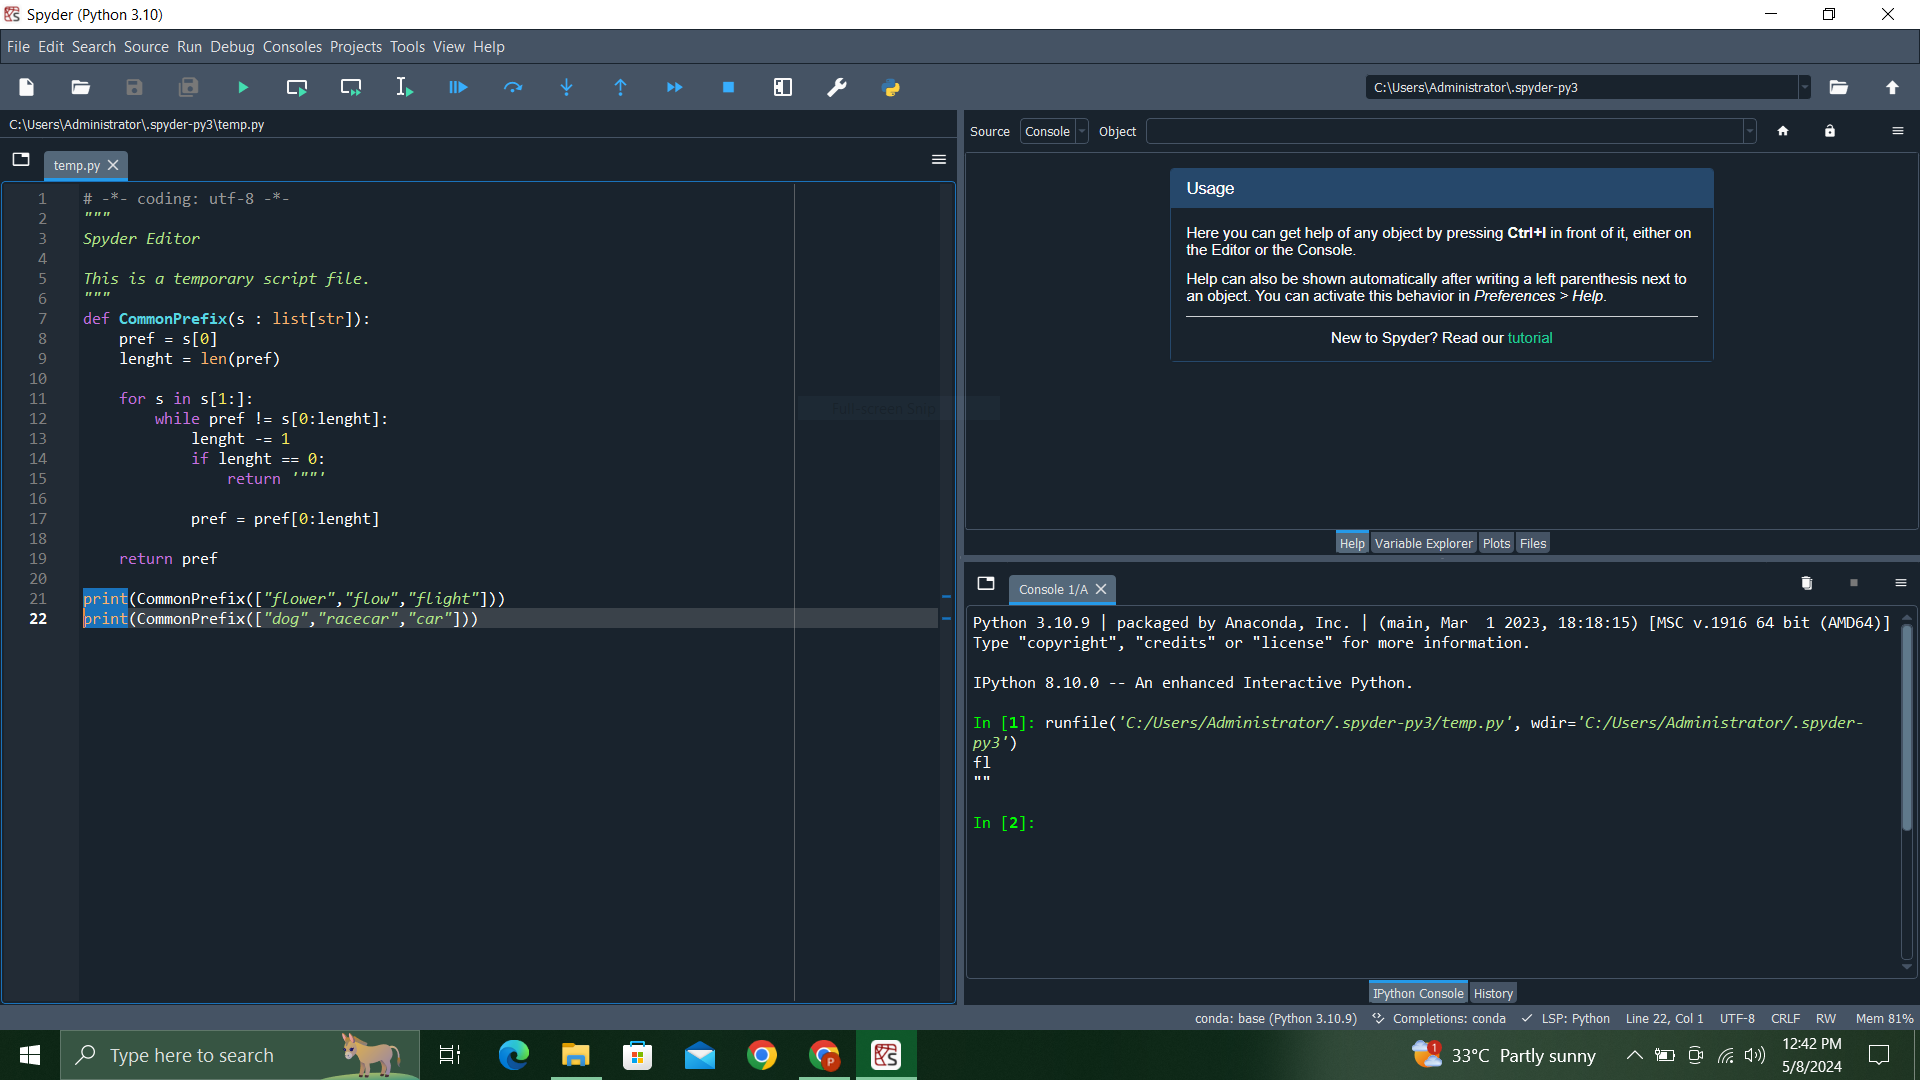 Spyder (Python 3.10)
File Edit Search Source Run Debug Consoles Projects Tools View Help
C:\Users\Administrator\.spyder-py3
C:\Users\Administrator\.spyder-py3\temp.py
temp.py
1 # -*- coding: utf-8 -*-
2 """
3 Spyder Editor
4
5 This is a temporary script file.
6 """
7 def CommonPrefix(s : list[str]):
8     pref = s[0]
9     lenght = len(pref)
10
11     for s in s[1:]:
12         while pref != s[0:lenght]:
13             lenght -= 1
14             if lenght == 0:
15                 return '""'
16
17             pref = pref[0:lenght]
18
19     return pref
20
21 print(CommonPrefix(["flower","flow","flight"]))
22 print(CommonPrefix(["dog","racecar","car"]))
Full-screen Snip
Source Console Object
Usage
Here you can get help of any object by pressing Ctrl+I in front of it, either on
the Editor or the Console.
Help can also be shown automatically after writing a left parenthesis next to
an object. You can activate this behavior in Preferences > Help.
New to Spyder? Read our tutorial
Help Variable Explorer Plots Files
Console 1/A
Python 3.10.9 | packaged by Anaconda, Inc. | (main, Mar  1 2023, 18:18:15) [MSC v.1916 64 bit (AMD64)]
Type "copyright", "credits" or "license" for more information.
IPython 8.10.0 -- An enhanced Interactive Python.
In [1]: runfile('C:/Users/Administrator/.spyder-py3/temp.py', wdir='C:/Users/Administrator/.spyder-
py3')
fl
""
In [2]:
IPython Console History
conda: base (Python 3.10.9) Completions: conda LSP: Python Line 22, Col 1 UTF-8 CRLF RW Mem 81%
Type here to search
1
33°C Partly sunny
12:42 PM
5/8/2024